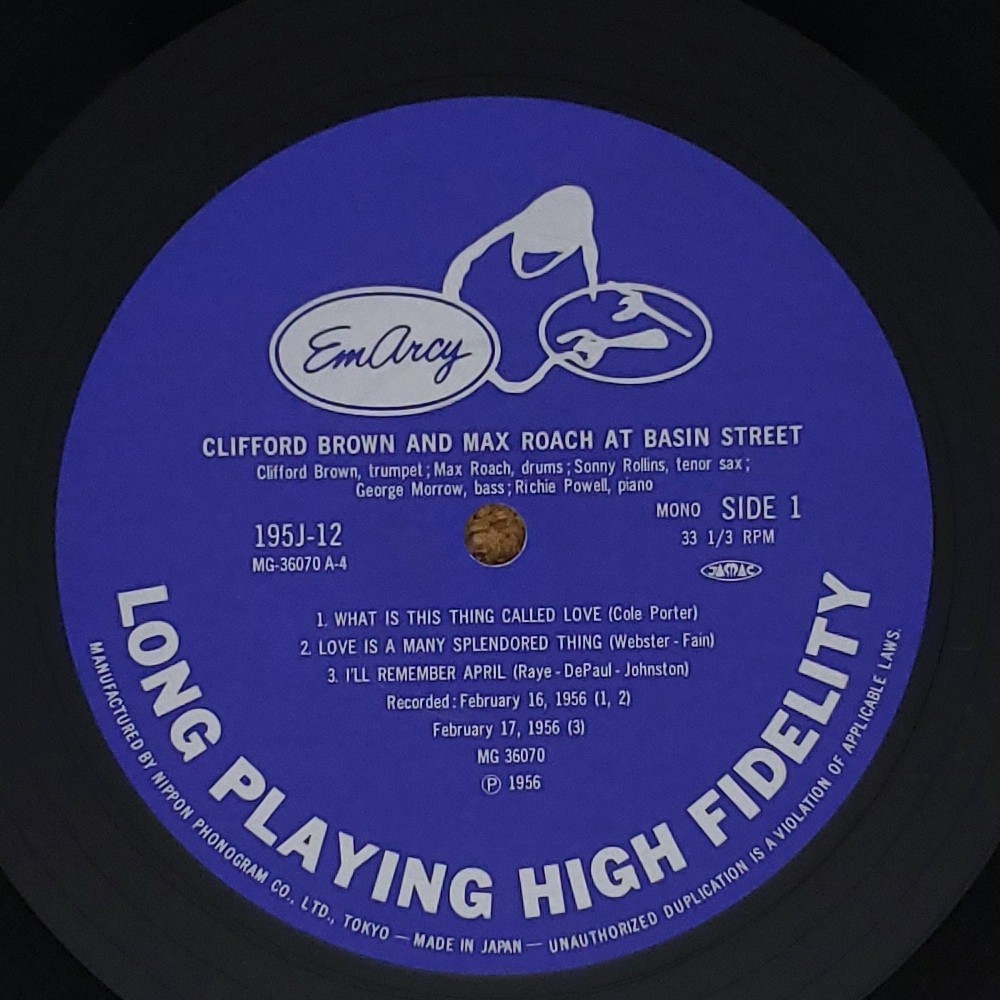 EmArcy
CLIFFORD BROWN AND MAX ROACH AT BASIN STREET
Clifford Brown, trumpet; Max Roach, drums; Sonny Rollins, tenor sax;
George Morrow, bass; Richie Powell, piano
195J-12
MG-36070 A-4
MONO SIDE 1
33 1/3 RPM
JASRAC
1. WHAT IS THIS THING CALLED LOVE (Cole Porter)
2. LOVE IS A MANY SPLENDORED THING (Webster-Fain)
3. I'LL REMEMBER APRIL (Raye-DePaul-Johnston)
Recorded: February 16, 1956 (1, 2)
February 17, 1956 (3)
MG 36070
Ⓟ 1956
LONG PLAYING HIGH FIDELITY
MANUFACTURED BY NIPPON PHONOGRAM CO., LTD., TOKYO — MADE IN JAPAN — UNAUTHORIZED DUPLICATION IS A VIOLATION OF APPLICABLE LAWS.